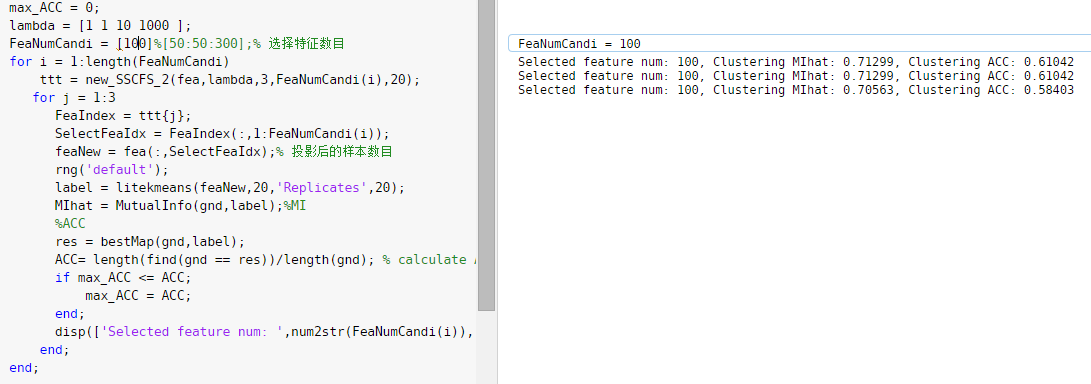 max_ACC = 0;
lambda = [1 1 10 1000 ];
FeaNumCandi = [100]%[50:50:300];% 选择特征数目
for i = 1:length(FeaNumCandi)
ttt = new_SSCFS_2(fea,lambda,3,FeaNumCandi(i),20);
for j = 1:3
FeaIndex = ttt{j};
SelectFeaIdx = FeaIndex(:,1:FeaNumCandi(i));
feaNew = fea(:,SelectFeaIdx);% 投影后的样本数目
rng('default');
label = litekmeans(feaNew,20,'Replicates',20);
MIhat = MutualInfo(gnd,label);%MI
%ACC
res = bestMap(gnd,label);
ACC= length(find(gnd == res))/length(gnd); % calculate
if max_ACC <= ACC;
max_ACC = ACC;
end;
disp(['Selected feature num: ',num2str(FeaNumCandi(i)),
end;
end;
FeaNumCandi = 100
Selected feature num: 100, Clustering MIhat: 0.71299, Clustering ACC: 0.61042
Selected feature num: 100, Clustering MIhat: 0.71299, Clustering ACC: 0.61042
Selected feature num: 100, Clustering MIhat: 0.70563, Clustering ACC: 0.58403